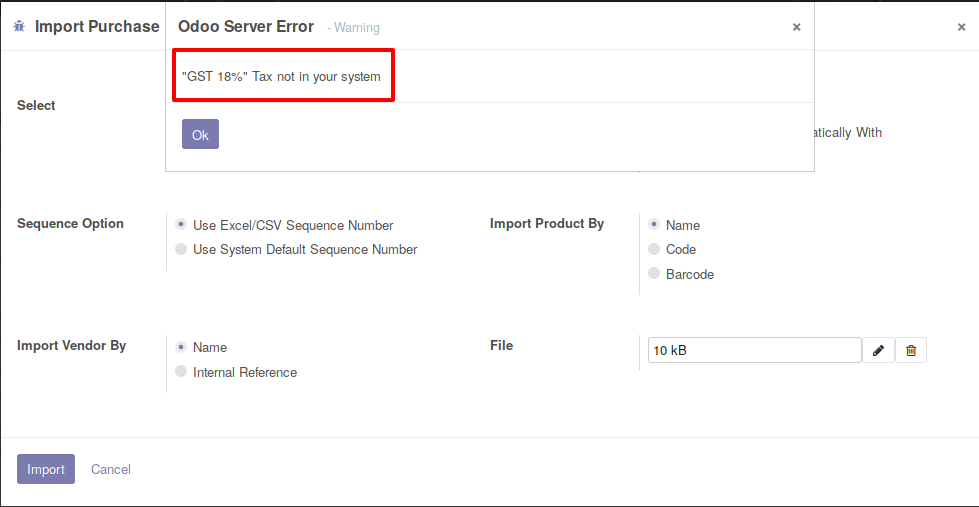 Import Purchase
Odoo Server Error - Warning
×
×
"GST 18%" Tax not in your system
Select
Ok
With
Sequence Option
Use Excel/CSV Sequence Number
Use System Default Sequence Number
Import Product By
Name
Code
Barcode
Import Vendor By
Name
Internal Reference
File
10 kB
Import
Cancel